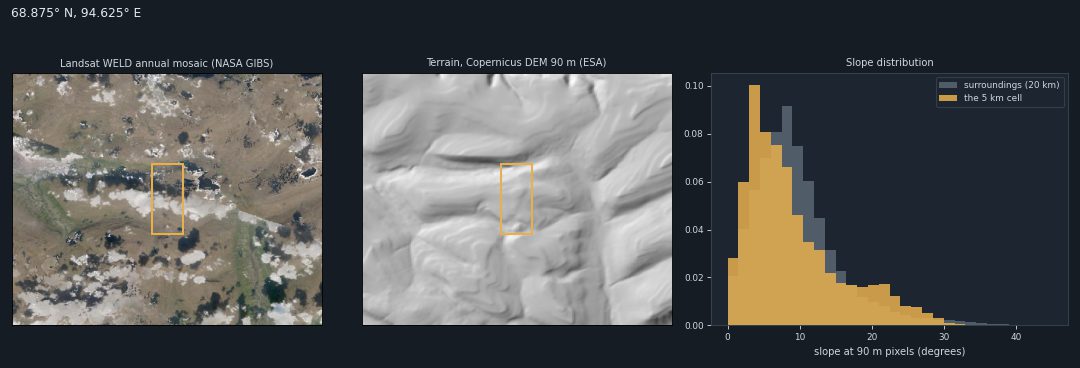 68.875° N, 94.625° E
Landsat WELD annual mosaic (NASA GIBS)
Terrain, Copernicus DEM 90 m (ESA)
Slope distribution
surroundings (20 km)
the 5 km cell
0.10
0.08
0.06
0.04
0.02
0.00
0 10 20 30 40
slope at 90 m pixels (degrees)